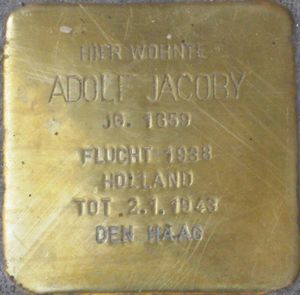 HIER WOHNTE
ADOLF JACOBY
JG. 1859
FLUCHT 1938
HOLLAND
TOT 2.1.1943
DEN HAAG